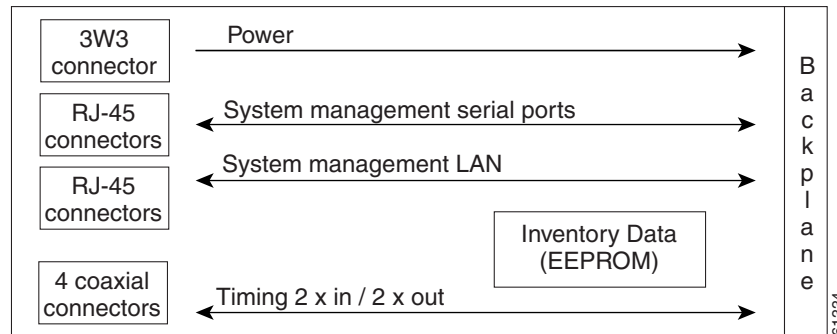 3W3
connector
Power
RJ-45
connectors
System management serial ports
RJ-45
connectors
System management LAN
Inventory Data
(EEPROM)
4 coaxial
connectors
Timing 2 x in / 2 x out
Backplane